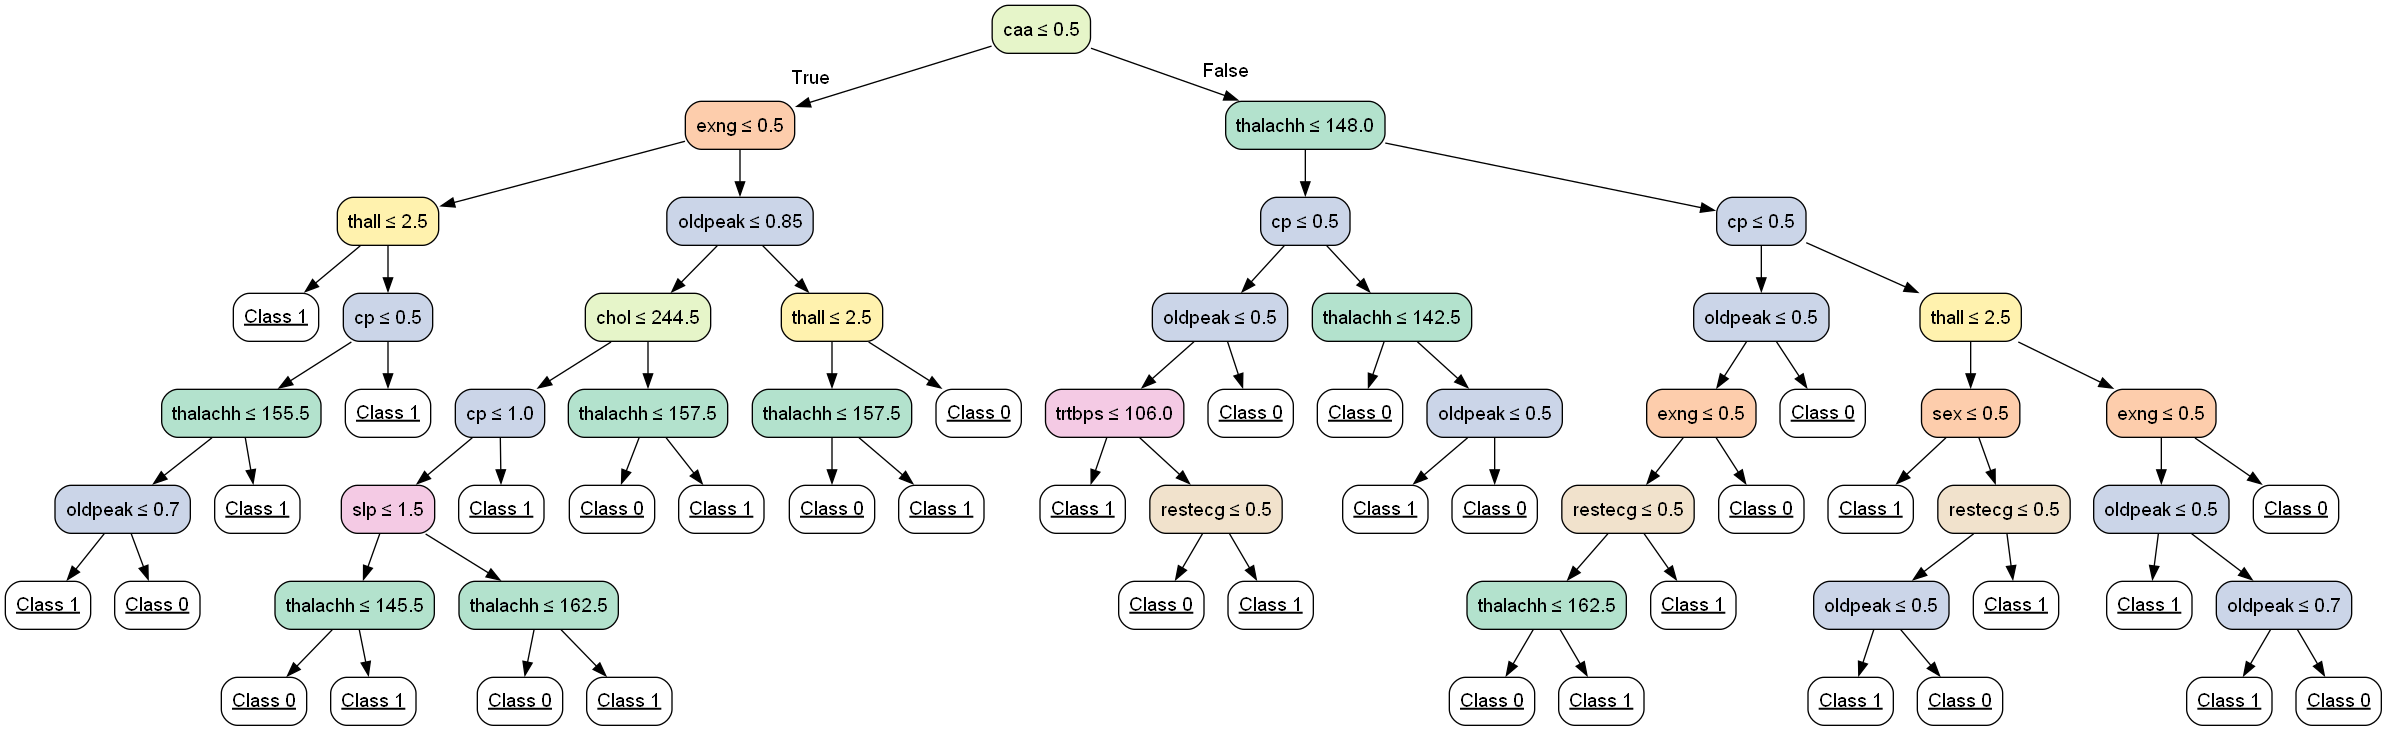 caa ≤ 0.5
True
False
exng ≤ 0.5
thalachh ≤ 148.0
thall ≤ 2.5
oldpeak ≤ 0.85
cp ≤ 0.5
cp ≤ 0.5
Class 1
cp ≤ 0.5
chol ≤ 244.5
thall ≤ 2.5
oldpeak ≤ 0.5
thalachh ≤ 142.5
oldpeak ≤ 0.5
thall ≤ 2.5
thalachh ≤ 155.5
Class 1
cp ≤ 1.0
thalachh ≤ 157.5
thalachh ≤ 157.5
Class 0
trtbps ≤ 106.0
Class 0
Class 0
oldpeak ≤ 0.5
exng ≤ 0.5
Class 0
sex ≤ 0.5
exng ≤ 0.5
oldpeak ≤ 0.7
Class 1
slp ≤ 1.5
Class 1
Class 0
Class 1
Class 0
Class 1
Class 1
restecg ≤ 0.5
Class 1
Class 0
restecg ≤ 0.5
Class 0
Class 1
restecg ≤ 0.5
oldpeak ≤ 0.5
Class 0
Class 1
Class 0
thalachh ≤ 145.5
thalachh ≤ 162.5
Class 0
Class 1
thalachh ≤ 162.5
Class 1
oldpeak ≤ 0.5
Class 1
Class 1
oldpeak ≤ 0.7
Class 0
Class 1
Class 0
Class 1
Class 0
Class 1
Class 1
Class 0
Class 1
Class 0